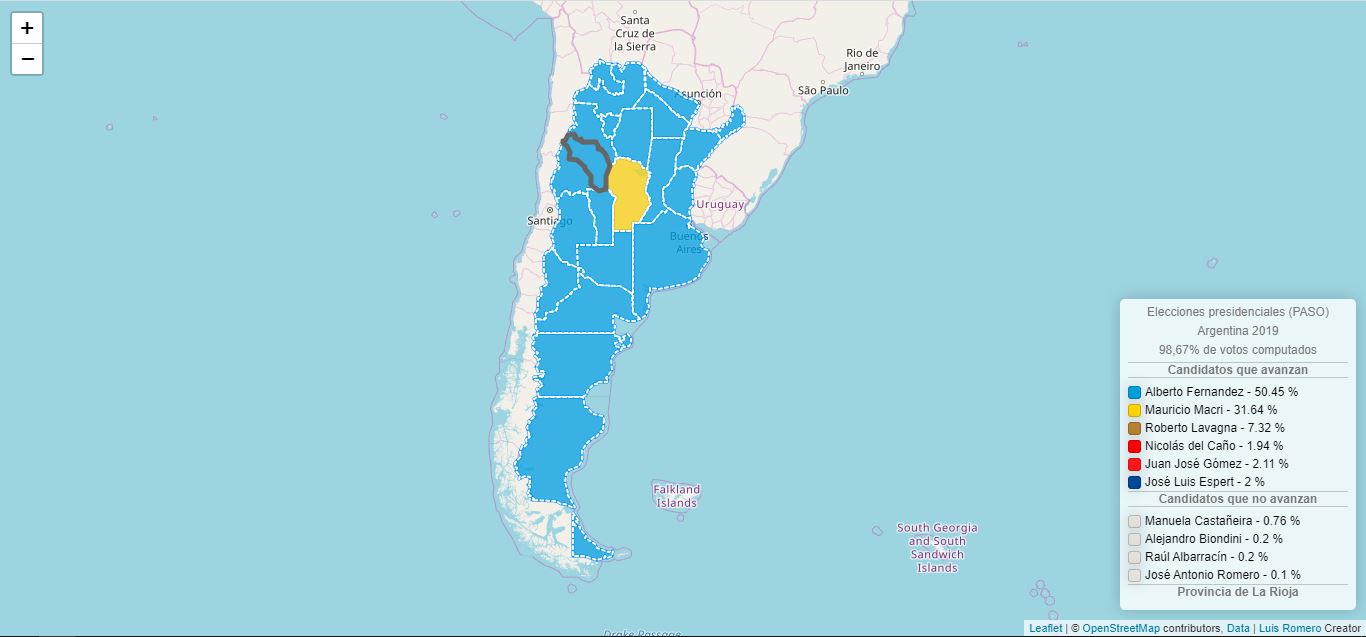 +
−
Santa
Cruz de
la Sierra
Rio de
Janeiro
São Paulo
Asunción
Uruguay
Santiago
Buenos
Aires
Falkland
Islands
South Georgia
and South
Sandwich
Islands
Drake Passage
Elecciones presidenciales (PASO)
Argentina 2019
98,67% de votos computados
Candidatos que avanzan
Alberto Fernandez - 50.45 %
Mauricio Macri - 31.64 %
Roberto Lavagna - 7.32 %
Nicolás del Caño - 1.94 %
Juan José Gómez - 2.11 %
José Luis Espert - 2 %
Candidatos que no avanzan
Manuela Castañeira - 0.76 %
Alejandro Biondini - 0.2 %
Raúl Albarracín - 0.2 %
José Antonio Romero - 0.1 %
Provincia de La Rioja
Leaflet | © OpenStreetMap contributors, Data | Luis Romero Creator